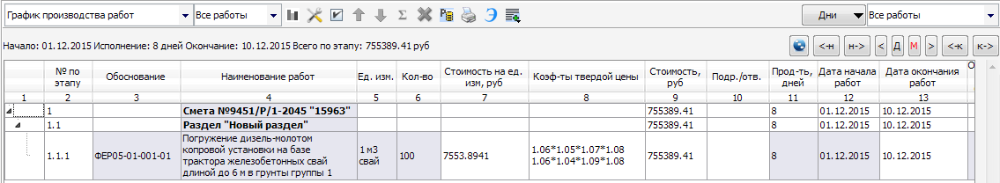 График производства работ Все работы Дни Все работы
Начало: 01.12.2015 Исполнение: 8 дней Окончание: 10.12.2015 Всего по этапу: 755389.41 руб <-н н-> < Д М > <-к к->
№ по этапу Обоснование Наименование работ Ед. изм. Кол-во Стоимость на ед. изм, руб Коэф-ты твердой цены Стоимость, руб Подр./отв. Прод-ть, дней Дата начала работ Дата окончания работ О
1 2 3 4 5 6 7 8 9 10 11 12 13
1 Смета №9451/Р/1-2045 "15963" 755389.41 8 01.12.2015 10.12.2015
1.1 Раздел "Новый раздел" 755389.41 8 01.12.2015 10.12.2015
1.1.1 ФЕР05-01-001-01 Погружение дизель-молотом копровой установки на базе трактора железобетонных свай длиной до 6 м в грунты группы 1 1 м3 свай 100 7553.8941 1.06*1.05*1.07*1.08 1.06*1.04*1.09*1.08 755389.41 8 01.12.2015 10.12.2015